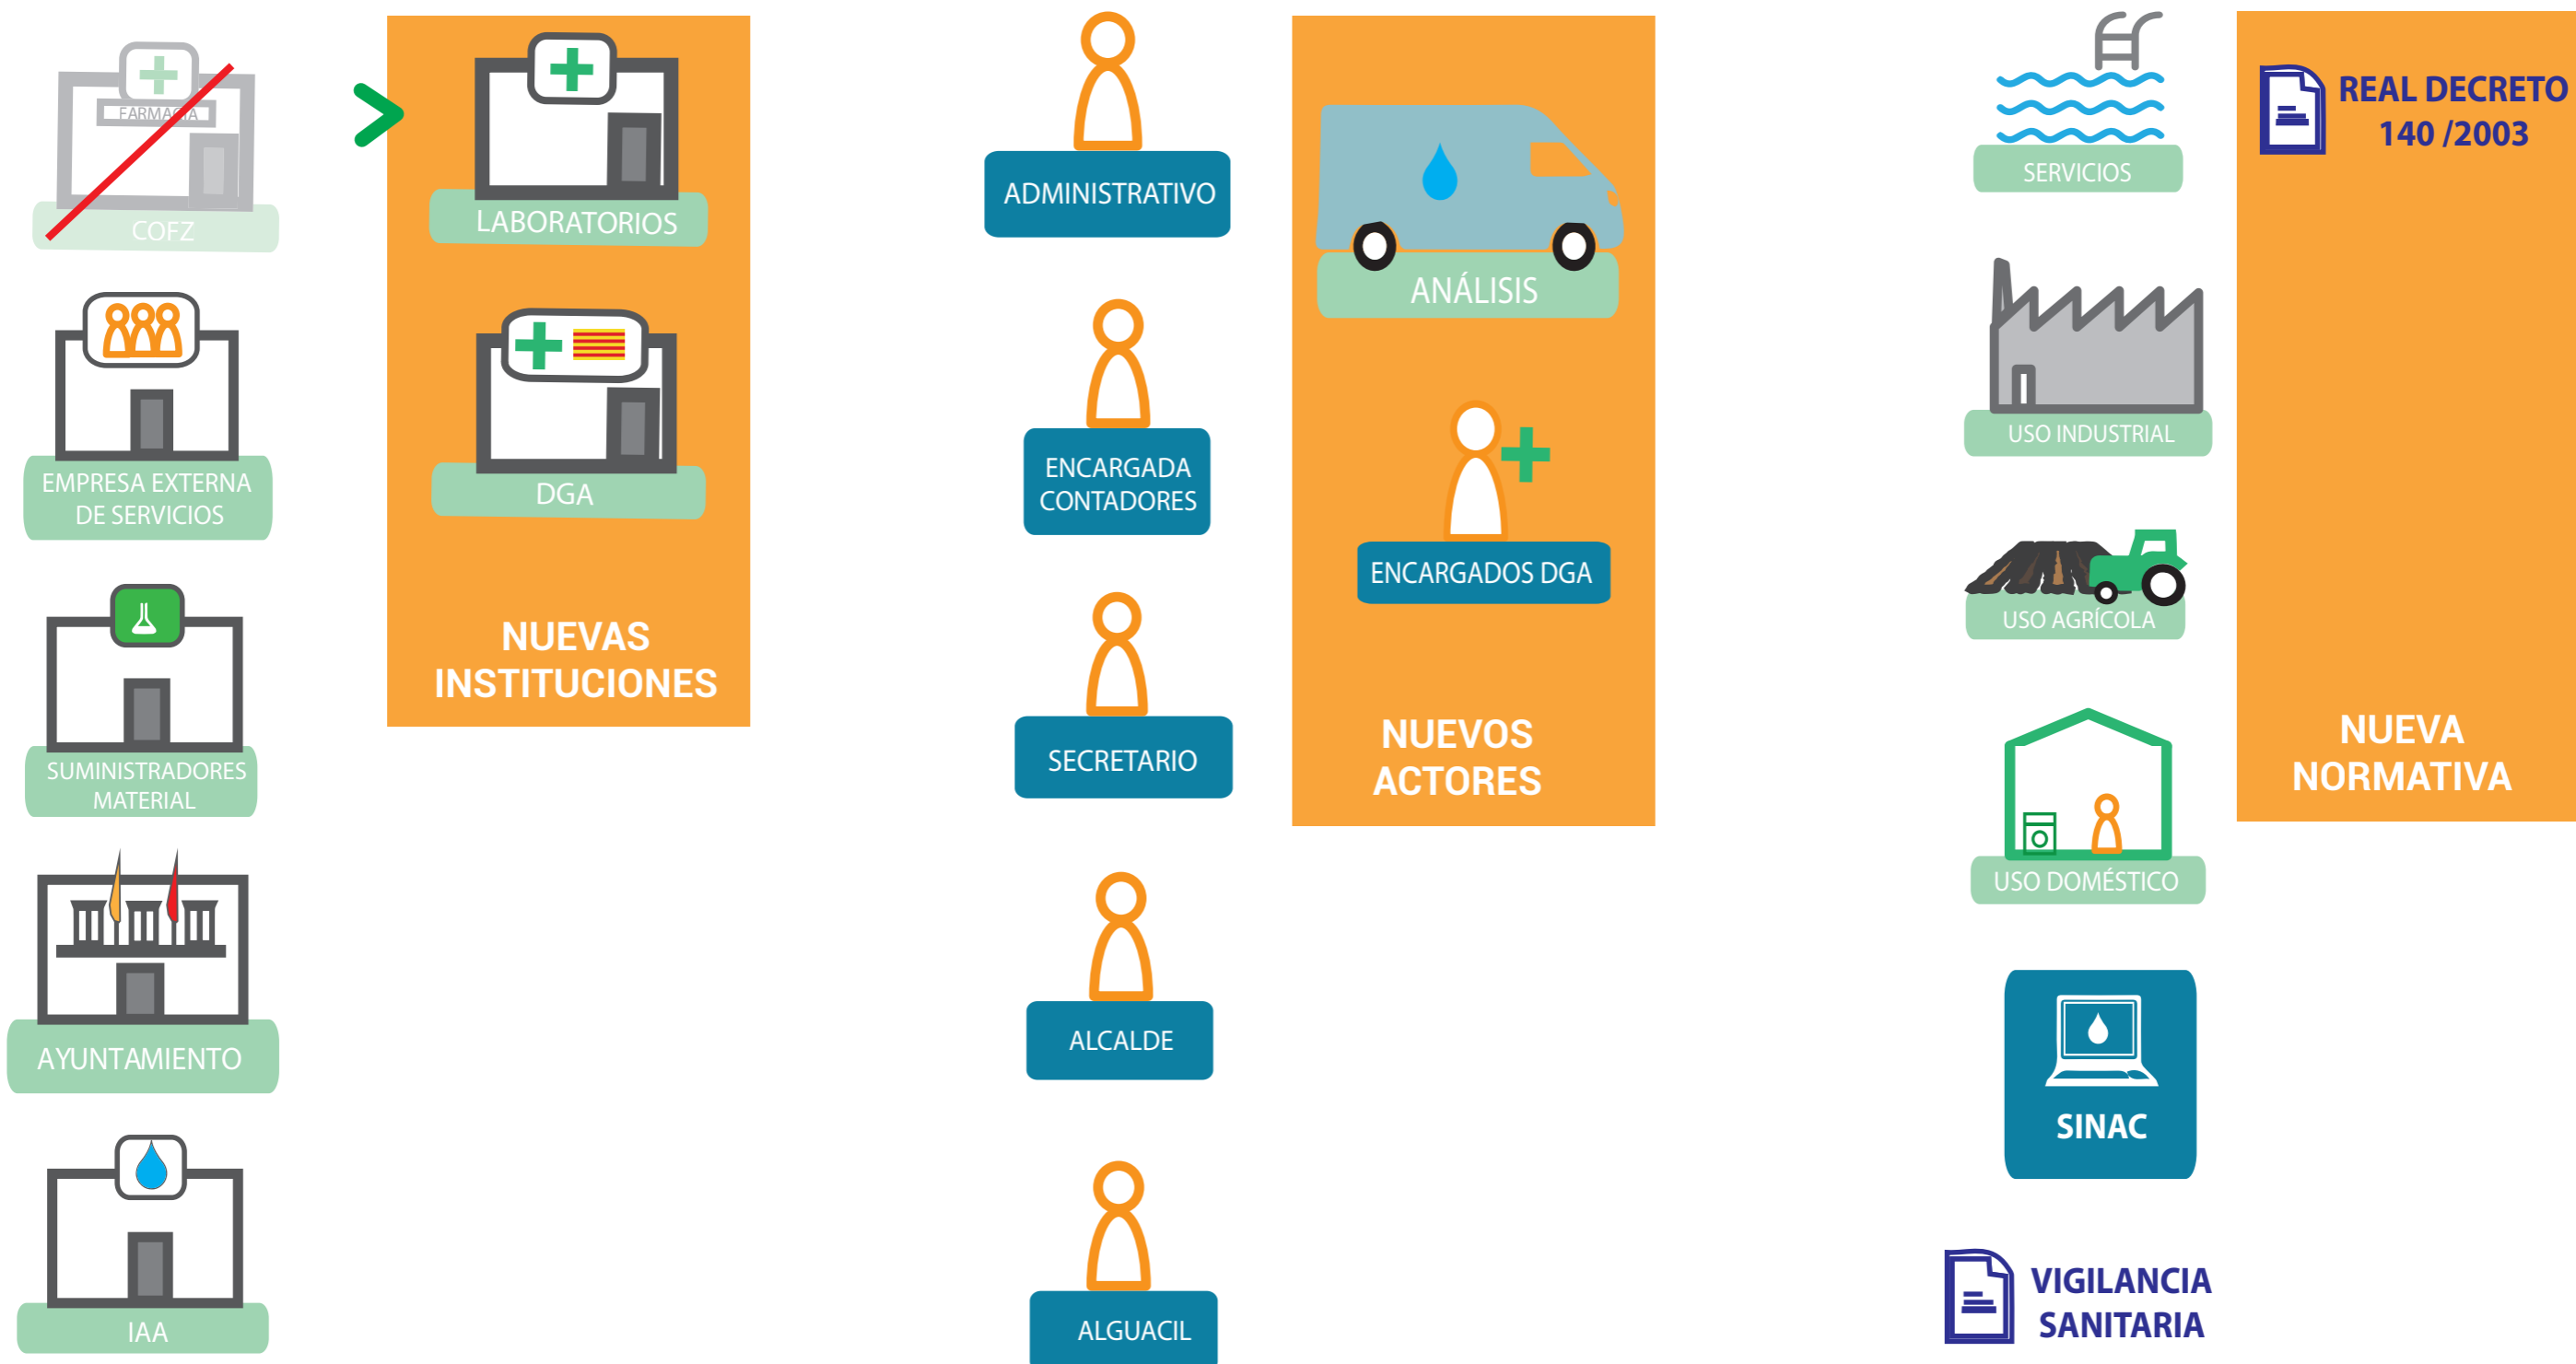 FARMACIA
COFZ
EMPRESA EXTERNA
DE SERVICIOS
SUMINISTRADORES
MATERIAL
AYUNTAMIENTO
IAA
LABORATORIOS
DGA
NUEVAS
INSTITUCIONES
ADMINISTRATIVO
ENCARGADA
CONTADORES
SECRETARIO
ALCALDE
ALGUACIL
ANÁLISIS
ENCARGADOS DGA
NUEVOS
ACTORES
SERVICIOS
USO INDUSTRIAL
USO AGRÍCOLA
USO DOMÉSTICO
SINAC
VIGILANCIA
SANITARIA
REAL DECRETO
140 /2003
NUEVA
NORMATIVA